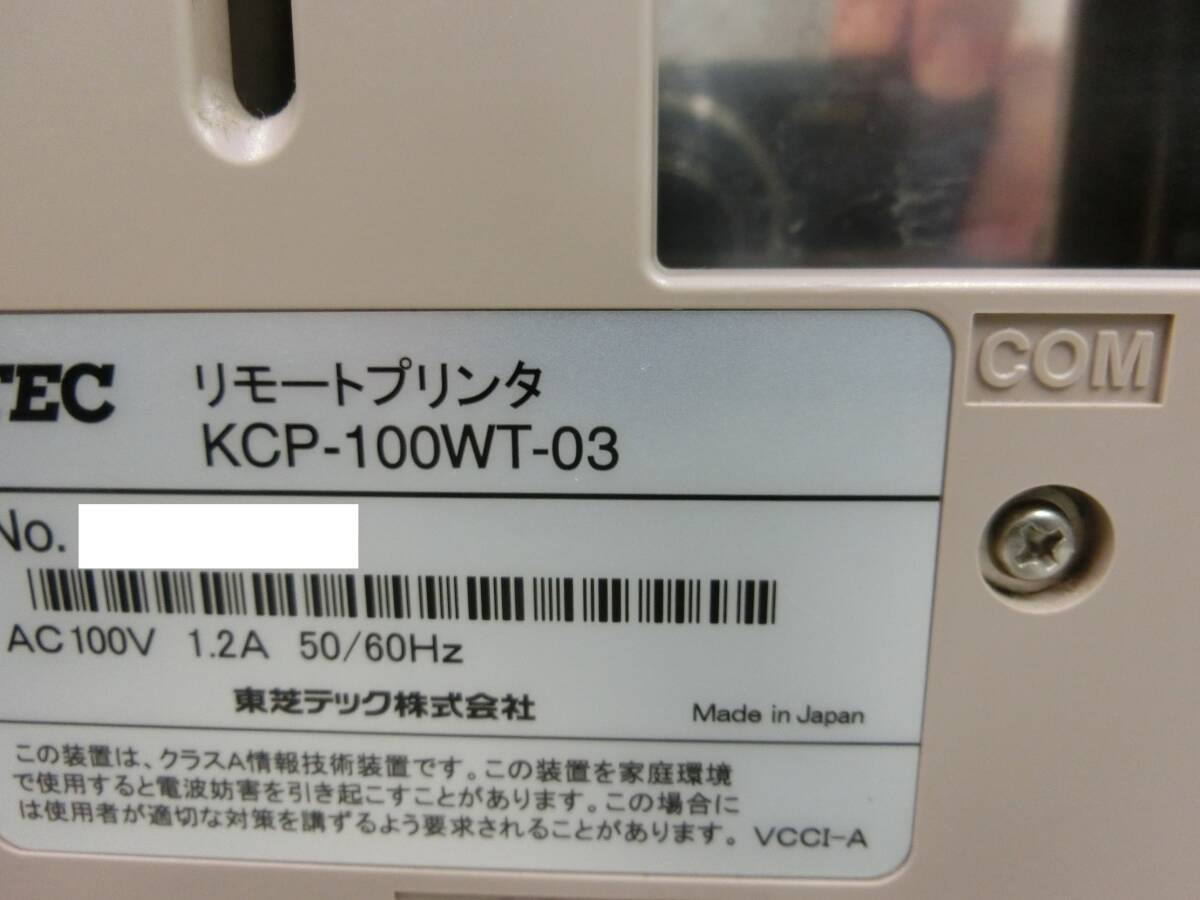 TEC
リモートプリンタ
KCP-100WT-03
COM
No.
AC100V 1.2A 50/60Hz
東芝テック株式会社
Made in Japan
この装置は、クラスA情報技術装置です。この装置を家庭環境
で使用すると電波妨害を引き起こすことがあります。この場合に
は使用者が適切な対策を講ずるよう要求されることがあります。 VCCI-A